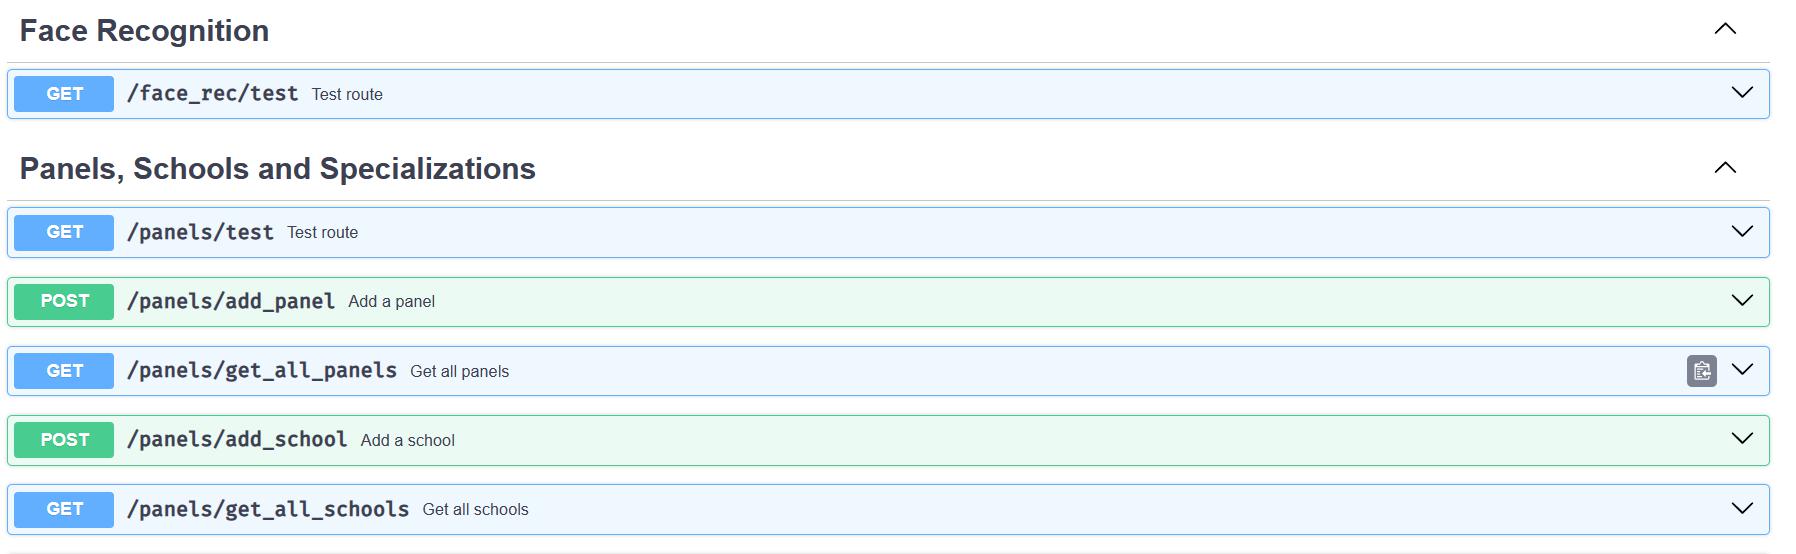 Face Recognition
GET /face_rec/test Test route
Panels, Schools and Specializations
GET /panels/test Test route
POST /panels/add_panel Add a panel
GET /panels/get_all_panels Get all panels
POST /panels/add_school Add a school
GET /panels/get_all_schools Get all schools